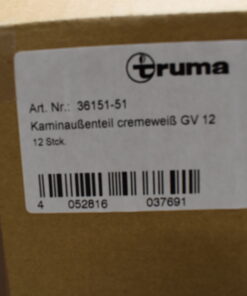 truma
Art. Nr.: 36151-51
Kaminaußenteil cremeweiß GV 12
12 Stck.
4 052816 037691